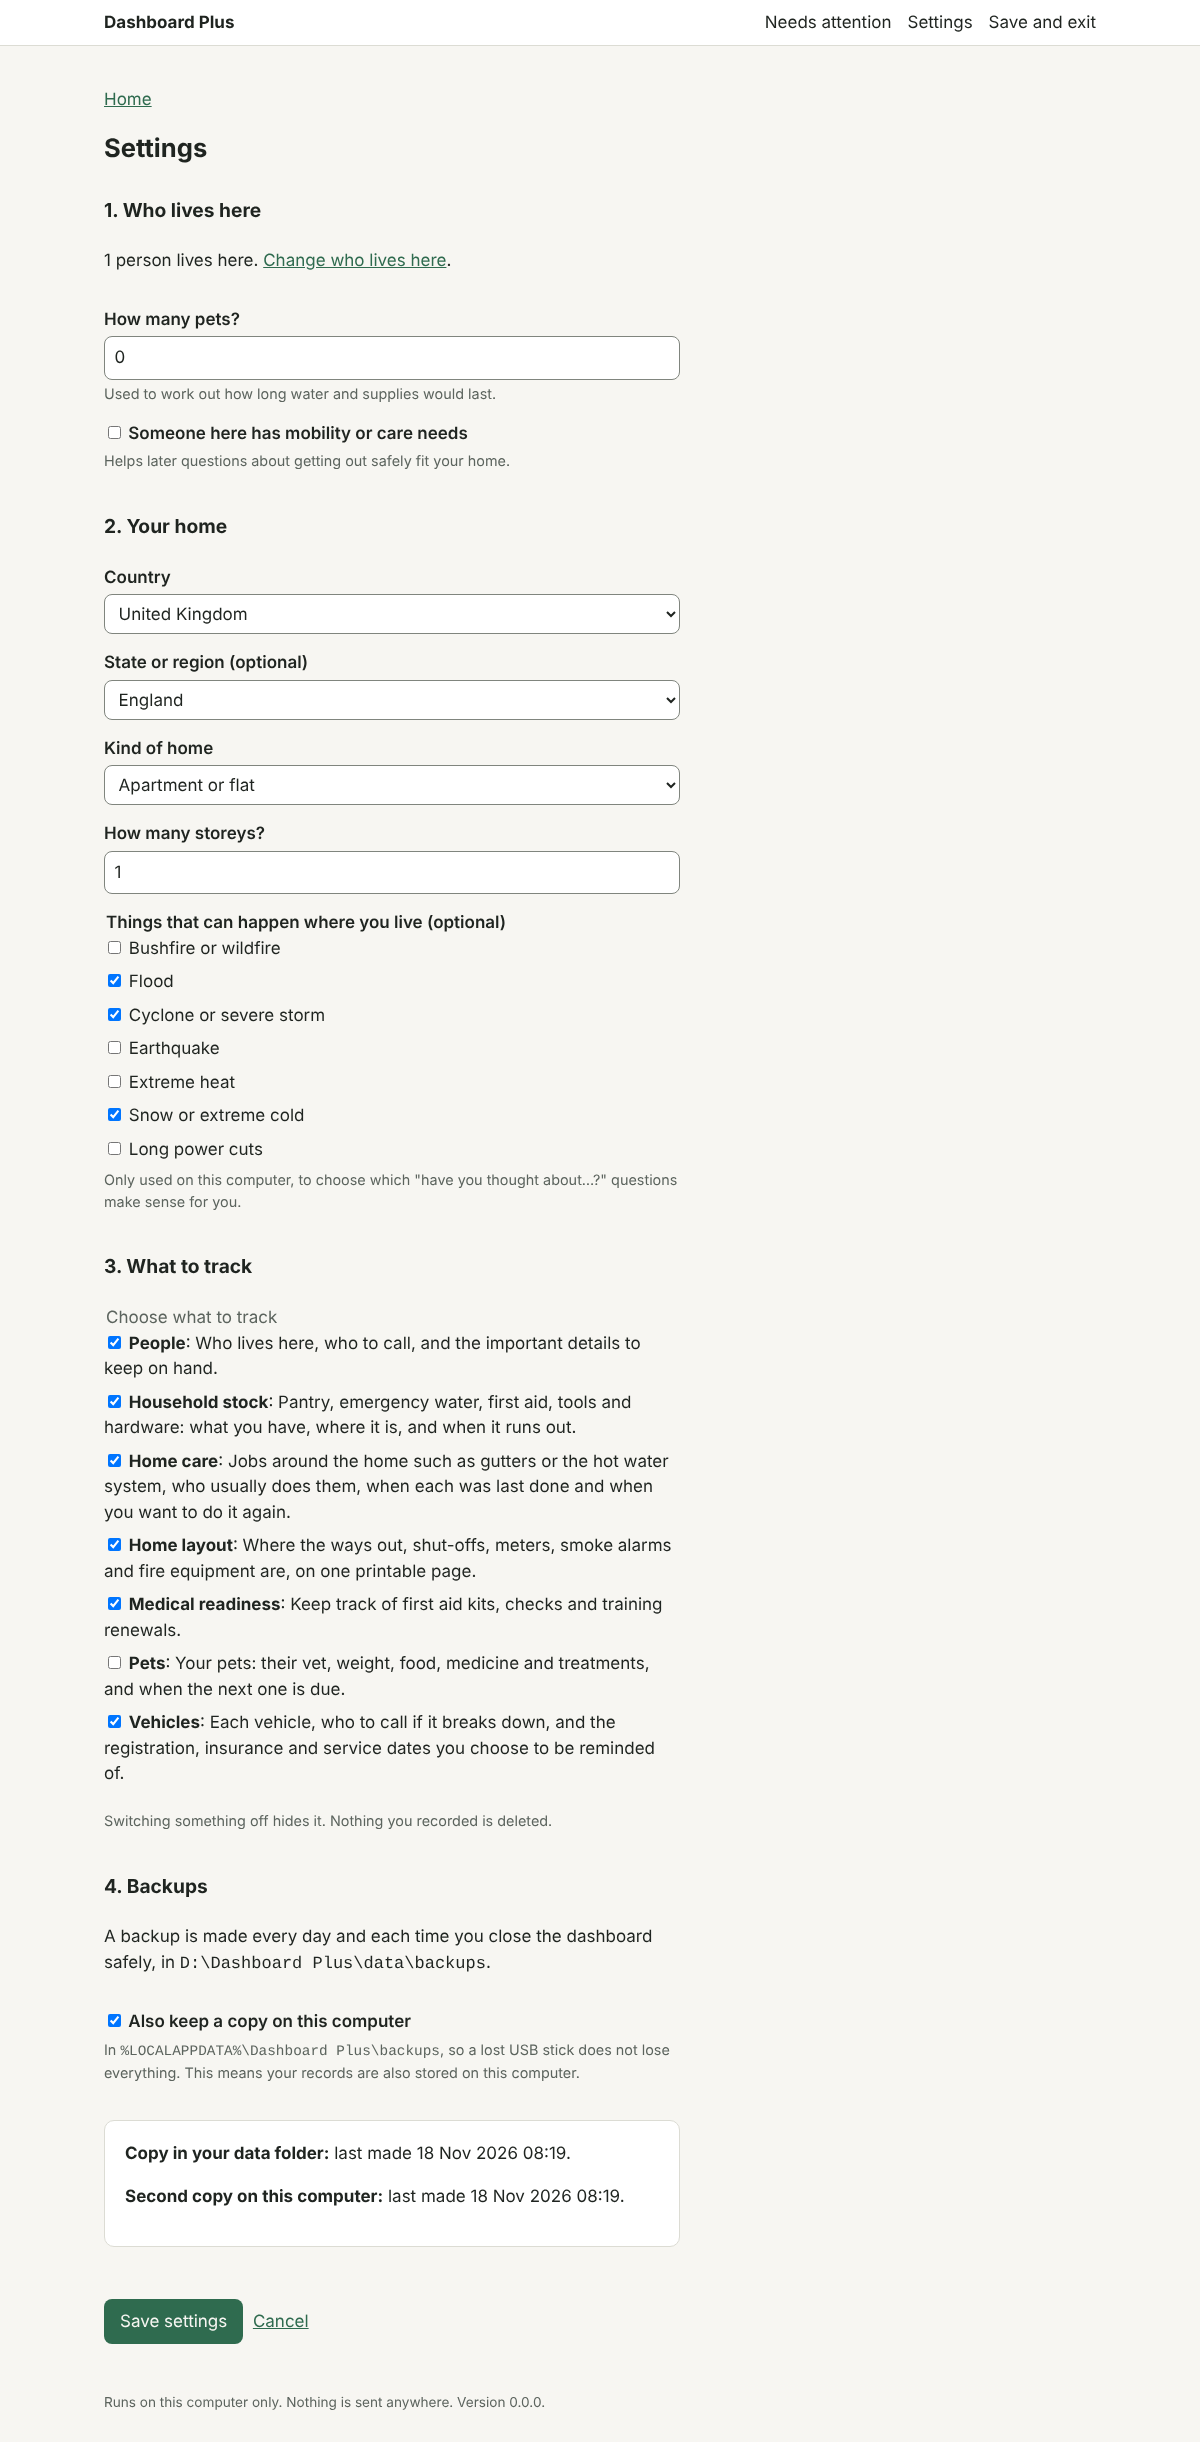 Dashboard Plus
Needs attention Settings Save and exit
Home
Settings
1. Who lives here
1 person lives here. Change who lives here.
How many pets?
0
Used to work out how long water and supplies would last.
Someone here has mobility or care needs
Helps later questions about getting out safely fit your home.
2. Your home
Country
United Kingdom
State or region (optional)
England
Kind of home
Apartment or flat
How many storeys?
1
Things that can happen where you live (optional)
Bushfire or wildfire
Flood
Cyclone or severe storm
Earthquake
Extreme heat
Snow or extreme cold
Long power cuts
Only used on this computer, to choose which "have you thought about...?" questions
make sense for you.
3. What to track
Choose what to track
People: Who lives here, who to call, and the important details to
keep on hand.
Household stock: Pantry, emergency water, first aid, tools and
hardware: what you have, where it is, and when it runs out.
Home care: Jobs around the home such as gutters or the hot water
system, who usually does them, when each was last done and when
you want to do it again.
Home layout: Where the ways out, shut-offs, meters, smoke alarms
and fire equipment are, on one printable page.
Medical readiness: Keep track of first aid kits, checks and training
renewals.
Pets: Your pets: their vet, weight, food, medicine and treatments,
and when the next one is due.
Vehicles: Each vehicle, who to call if it breaks down, and the
registration, insurance and service dates you choose to be reminded
of.
Switching something off hides it. Nothing you recorded is deleted.
4. Backups
A backup is made every day and each time you close the dashboard
safely, in D:\Dashboard Plus\data\backups.
Also keep a copy on this computer
In %LOCALAPPDATA%\Dashboard Plus\backups, so a lost USB stick does not lose
everything. This means your records are also stored on this computer.
Copy in your data folder: last made 18 Nov 2026 08:19.
Second copy on this computer: last made 18 Nov 2026 08:19.
Save settings Cancel
Runs on this computer only. Nothing is sent anywhere. Version 0.0.0.